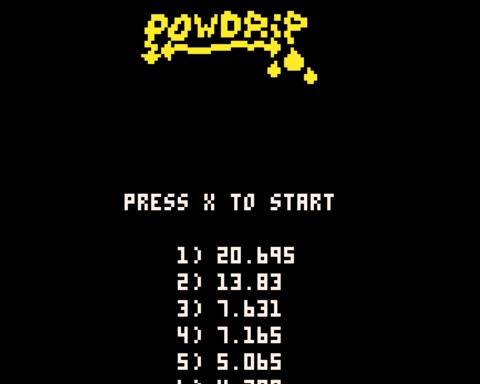 POWDRiP
PRESS X TO START
1) 20.695
2) 13.83
3) 7.631
4) 7.165
5) 5.065